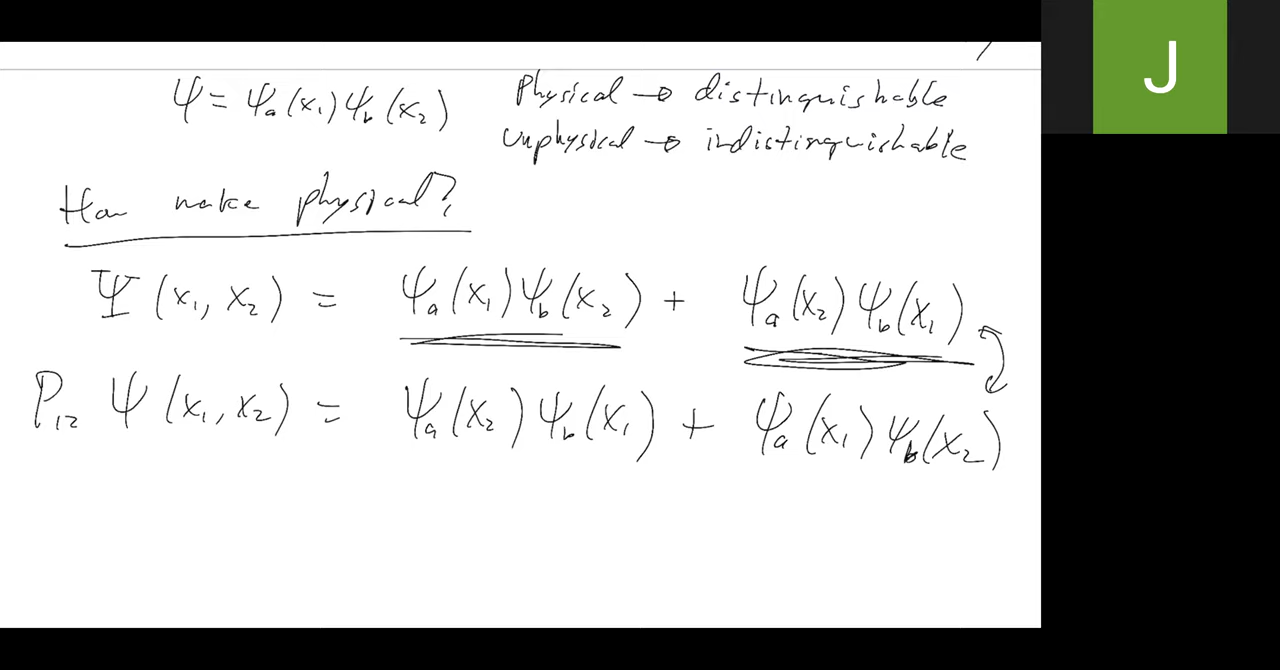 J
Ψ = Ψa(x1) Ψb(x2)
Physical → distinguishable
Unphysical → indistinguishable
How make physical?
Ψ(x1, x2) = Ψa(x1) Ψb(x2) + Ψa(x2) Ψb(x1)
P12 Ψ(x1, x2) = Ψa(x2) Ψb(x1) + Ψa(x1) Ψb(x2)